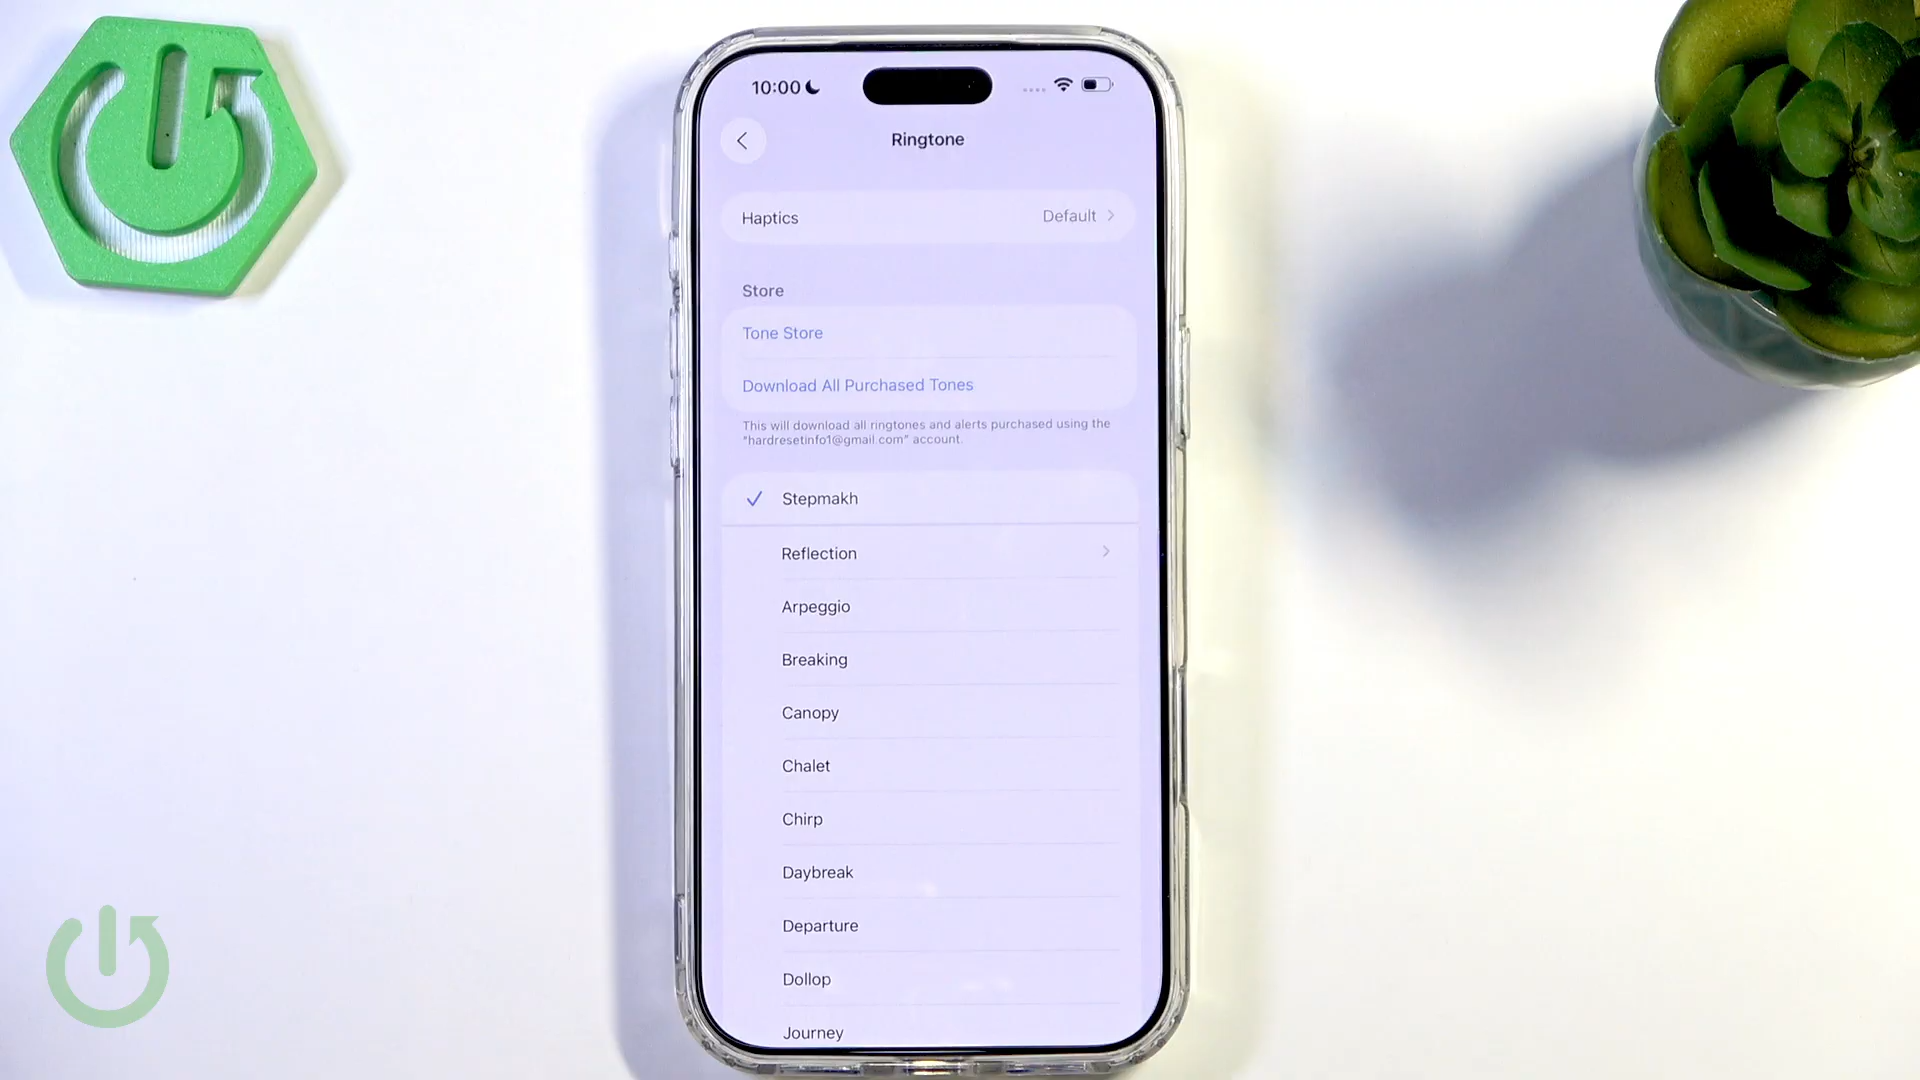 10:00
Ringtone
Haptics Default
Store
Tone Store
Download All Purchased Tones
This will download all ringtones and alerts purchased using the
"hardresetinfo1@gmail.com" account.
Stepmakh
Reflection
Arpeggio
Breaking
Canopy
Chalet
Chirp
Daybreak
Departure
Dollop
Journey